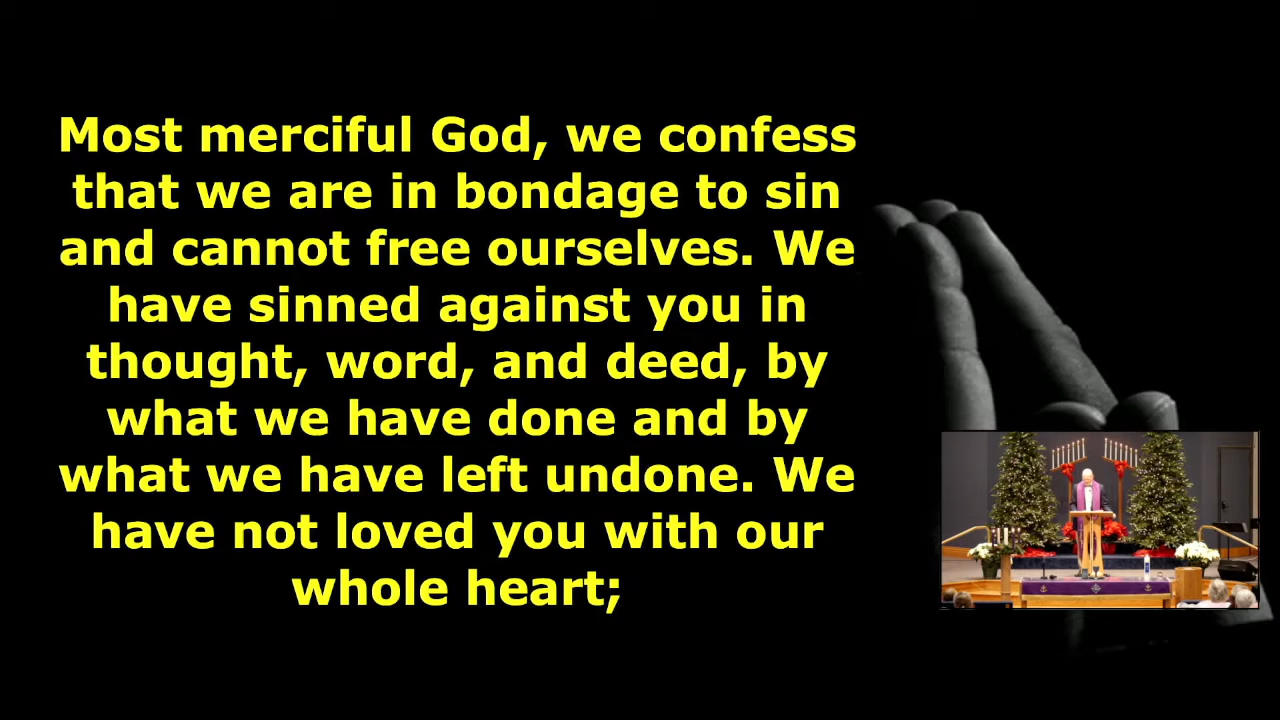 Most merciful God, we confess
that we are in bondage to sin
and cannot free ourselves. We
have sinned against you in
thought, word, and deed, by
what we have done and by
what we have left undone. We
have not loved you with our
whole heart;